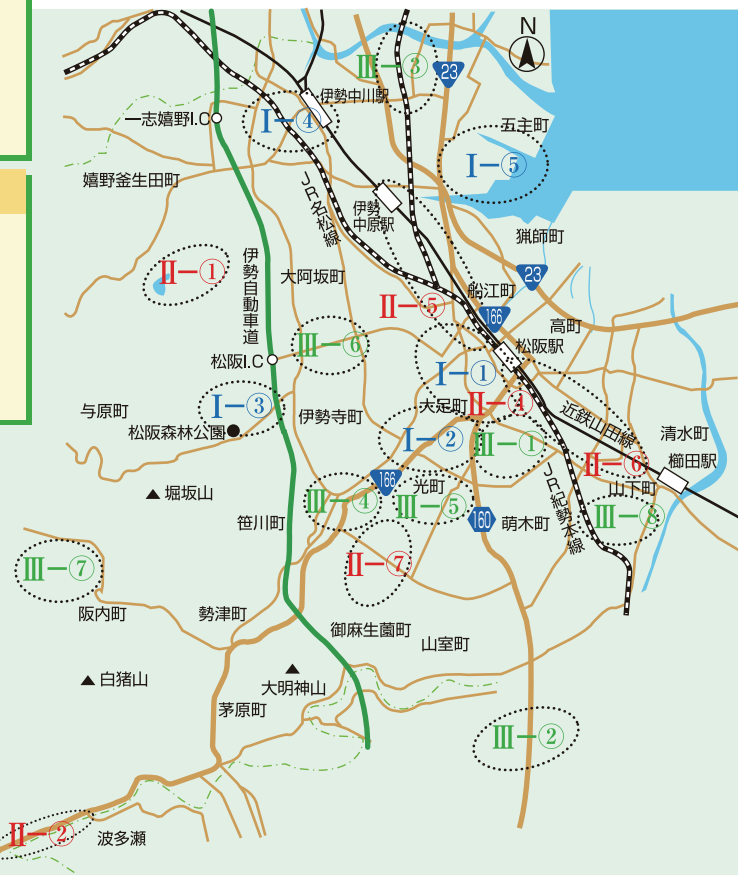 N
Ⅲ－③
23
伊勢中川駅
一志嬉野I.C
Ⅰ－④
五主町
Ⅰ－⑤
嬉野釜生田町
JR名松線
伊勢
中原駅
猟師町
伊勢自動車道
Ⅱ－①
大阿坂町
23
船江町
Ⅱ－⑤
166
高町
Ⅲ－⑥
松阪駅
松阪I.C
Ⅰ－①
与原町
Ⅰ－③
伊勢寺町
大足町
Ⅱ－④
近鉄山田線
松阪森林公園
Ⅰ－②
Ⅲ－①
清水町
櫛田駅
Ⅱ－⑥
JR紀勢本線
166
光町
山下町
堀坂山
Ⅲ－④
Ⅲ－⑤
160
萌木町
Ⅲ－⑧
笹川町
Ⅱ－⑦
Ⅲ－⑦
阪内町
勢津町
御麻生薗町
山室町
白猪山
大明神山
茅原町
Ⅲ－②
Ⅱ－②
波多瀬